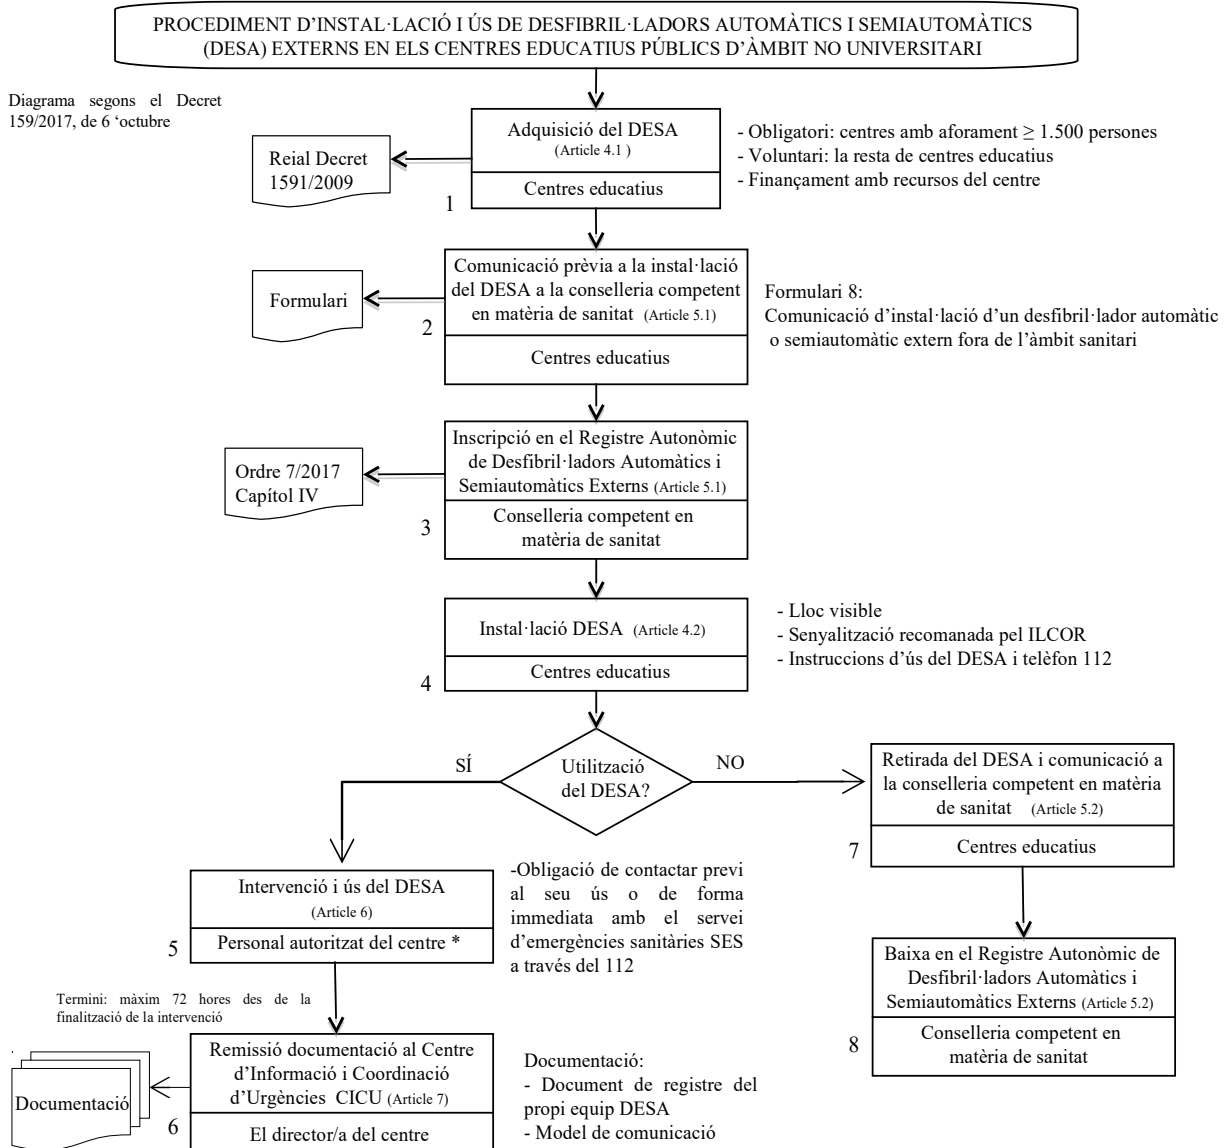 PROCEDIMENT D’INSTAL·LACIÓ I ÚS DE DESFIBRIL·LADORS AUTOMÀTICS I SEMIAUTOMÀTICS
(DESA) EXTERNS EN ELS CENTRES EDUCATIUS PÚBLICS D’ÀMBIT NO UNIVERSITARI
Diagrama segons el Decret
159/2017, de 6 ‘octubre
Adquisició del DESA
(Article 4.1 )
Centres educatius
1
Reial Decret
1591/2009
- Obligatori: centres amb aforament ≥ 1.500 persones
- Voluntari: la resta de centres educatius
- Finançament amb recursos del centre
Comunicació prèvia a la instal·lació
del DESA a la conselleria competent
en matèria de sanitat (Article 5.1)
Centres educatius
2
Formulari
Formulari 8:
Comunicació d’instal·lació d’un desfibril·lador automàtic
o semiautomàtic extern fora de l’àmbit sanitari
Inscripció en el Registre Autonòmic
de Desfibril·ladors Automàtics i
Semiautomàtics Externs (Article 5.1)
Conselleria competent en
matèria de sanitat
3
Ordre 7/2017
Capítol IV
Instal·lació DESA (Article 4.2)
Centres educatius
4
- Lloc visible
- Senyalització recomanada pel ILCOR
- Instruccions d’ús del DESA i telèfon 112
Utilització
del DESA?
SÍ
NO
Retirada del DESA i comunicació a
la conselleria competent en matèria
de sanitat (Article 5.2)
Centres educatius
7
Intervenció i ús del DESA
(Article 6)
Personal autoritzat del centre *
5
-Obligació de contactar previ
al seu ús o de forma
immediata amb el servei
d’emergències sanitàries SES
a través del 112
Baixa en el Registre Autonòmic de
Desfibril·ladors Automàtics i
Semiautomàtics Externs (Article 5.2)
Conselleria competent en
matèria de sanitat
8
Termini: màxim 72 hores des de la
finalització de la intervenció
Remissió documentació al Centre
d’Informació i Coordinació
d’Urgències CICU (Article 7)
El director/a del centre
6
Documentació
Documentació:
- Document de registre del
propi equip DESA
- Model de comunicació